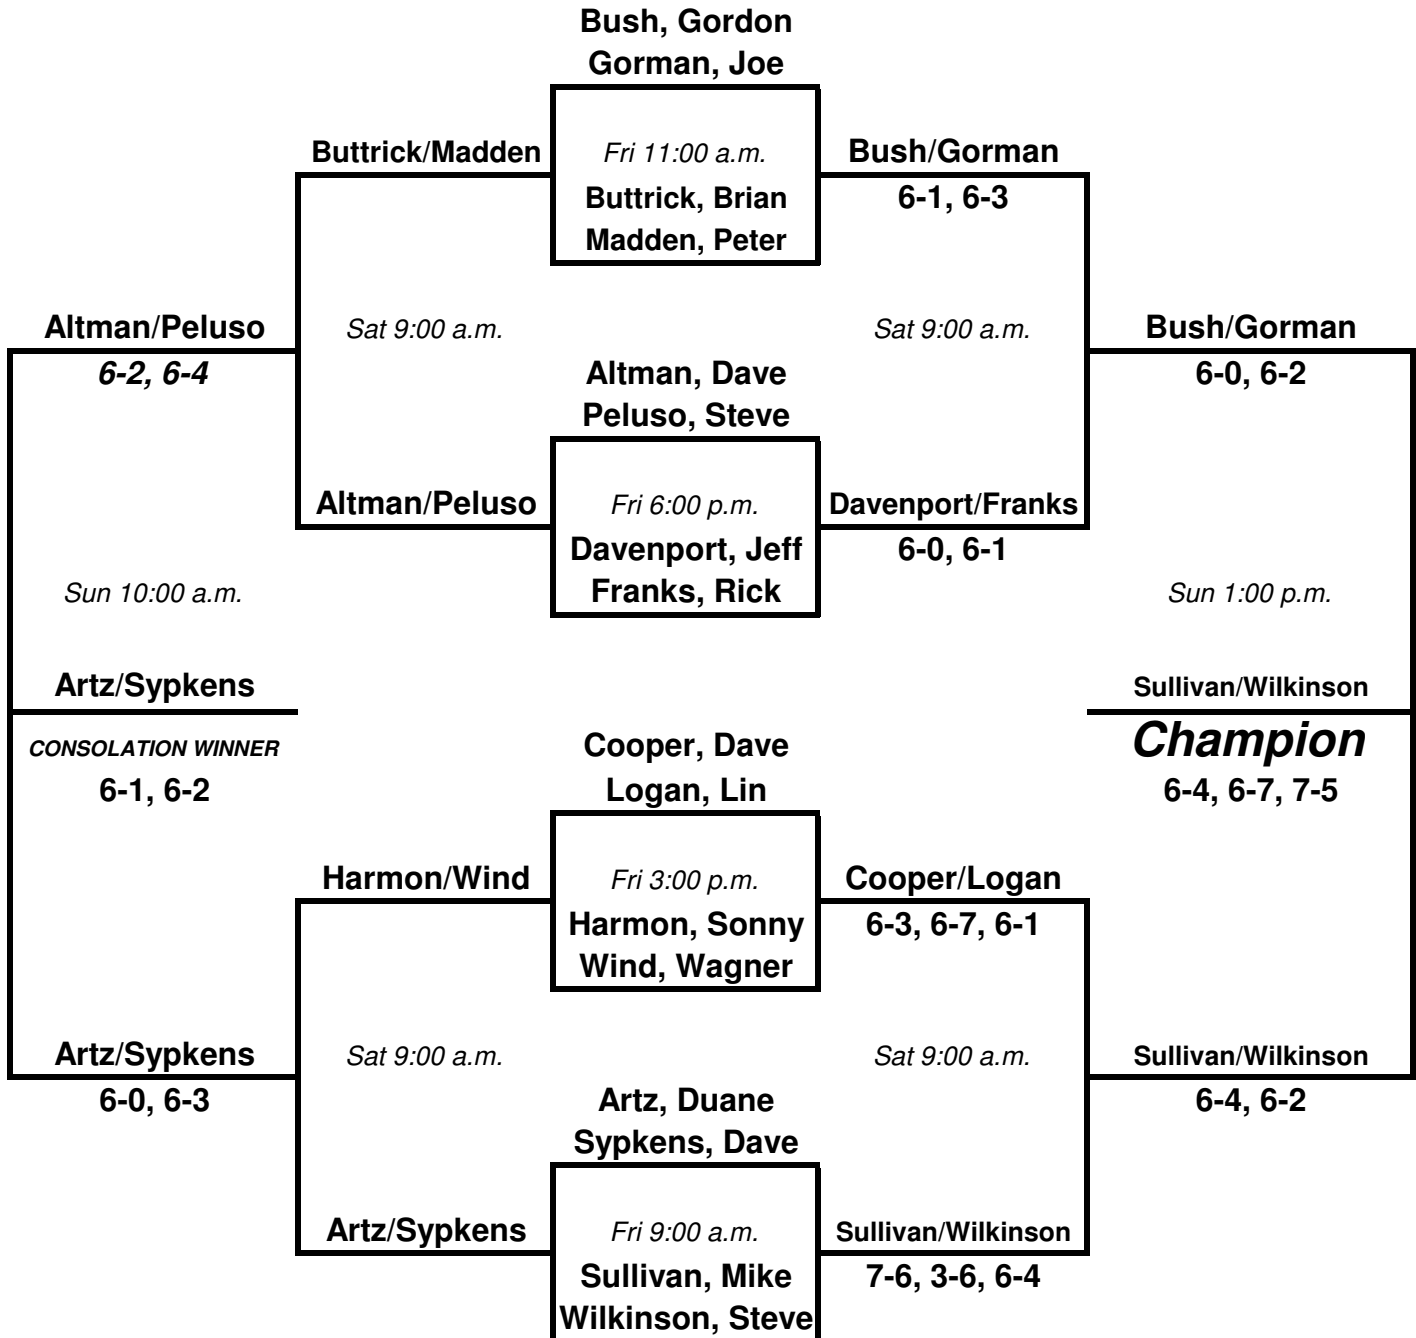 Bush, Gordon
Gorman, Joe
Buttrick/Madden
Fri 11:00 a.m.
Bush/Gorman
Buttrick, Brian
6-1, 6-3
Madden, Peter
Altman/Peluso
Sat 9:00 a.m.
Sat 9:00 a.m.
Bush/Gorman
6-2, 6-4
Altman, Dave
6-0, 6-2
Peluso, Steve
Altman/Peluso
Fri 6:00 p.m.
Davenport/Franks
Davenport, Jeff
6-0, 6-1
Sun 10:00 a.m.
Franks, Rick
Sun 1:00 p.m.
Artz/Sypkens
Sullivan/Wilkinson
CONSOLATION WINNER
Cooper, Dave
Champion
6-1, 6-2
Logan, Lin
6-4, 6-7, 7-5
Harmon/Wind
Fri 3:00 p.m.
Cooper/Logan
Harmon, Sonny
6-3, 6-7, 6-1
Wind, Wagner
Artz/Sypkens
Sat 9:00 a.m.
Sat 9:00 a.m.
Sullivan/Wilkinson
6-0, 6-3
Artz, Duane
6-4, 6-2
Sypkens, Dave
Artz/Sypkens
Fri 9:00 a.m.
Sullivan/Wilkinson
Sullivan, Mike
7-6, 3-6, 6-4
Wilkinson, Steve